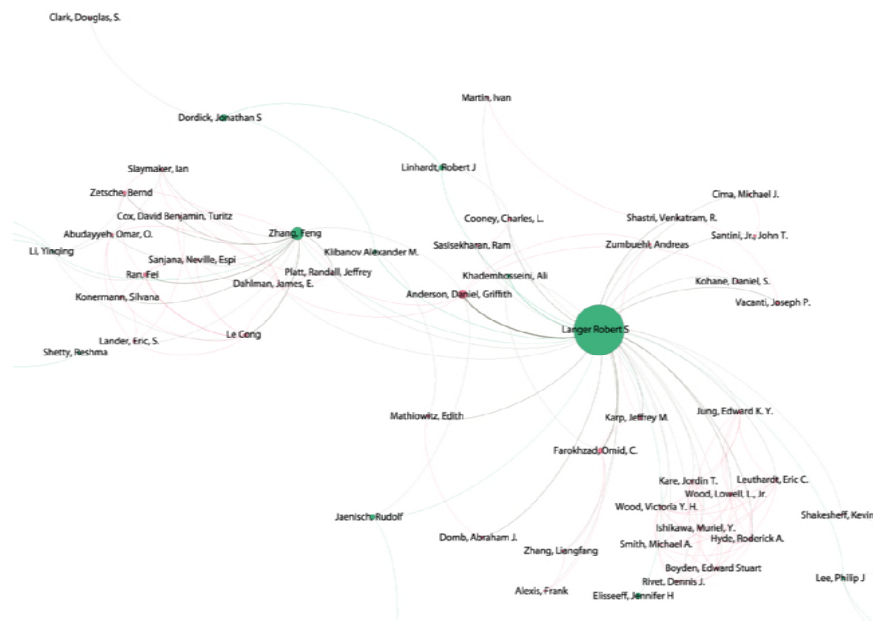 Clark, Douglas, S.
Martin, Ivan
Dordick, Jonathan S
Linhardt, Robert J
Slaymaker, Ian
Zetsche, Bernd
Cima, Michael J.
Cox, David Benjamin, Turitz
Cooney, Charles, L.
Shastri, Venkatram, R.
Abudayyeh, Omar, O.
Zhang, Feng
Santini, Jr., John T.
Li, Yinqing
Klibanov Alexander M.
Sasisekharan, Ram
Zumbuehl, Andreas
Sanjana, Neville, Espi
Ran, Fei
Platt, Randall, Jeffrey
Khademhosseini, Ali
Dahlman, James, E.
Kohane, Daniel, S.
Konermann, Silvana
Anderson, Daniel, Griffith
Vacanti, Joseph P.
Langer Robert S
Le Cong
Lander, Eric, S.
Shetty, Reshma
Mathiowitz, Edith
Karp, Jeffrey M.
Jung, Edward K. Y.
Farokhzad, Omid, C.
Kare, Jordin T.
Leuthardt, Eric C.
Wood, Lowell, L., Jr.
Wood, Victoria Y. H.
Jaenisch, Rudolf
Shakesheff, Kevin
Ishikawa, Muriel, Y.
Domb, Abraham J.
Hyde, Roderick A.
Smith, Michael A.
Zhang, Liangfang
Boyden, Edward Stuart
Rivet, Dennis J.
Lee, Philip J
Alexis, Frank
Elisseeff, Jennifer H